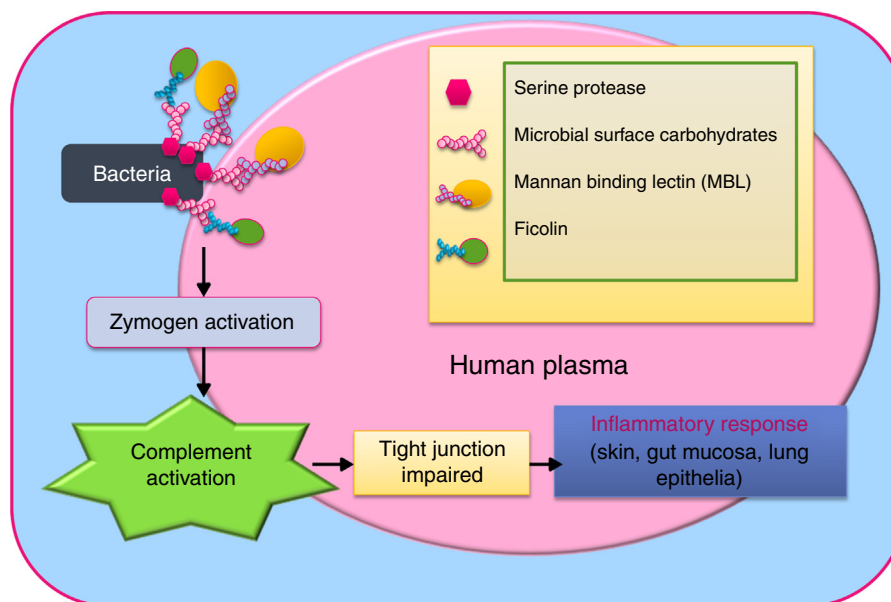 Serine protease
Microbial surface carbohydrates
Mannan binding lectin (MBL)
Ficolin
Bacteria
Zymogen activation
Human plasma
Complement
activation
Tight junction
impaired
Inflammatory response
(skin, gut mucosa, lung
epithelia)